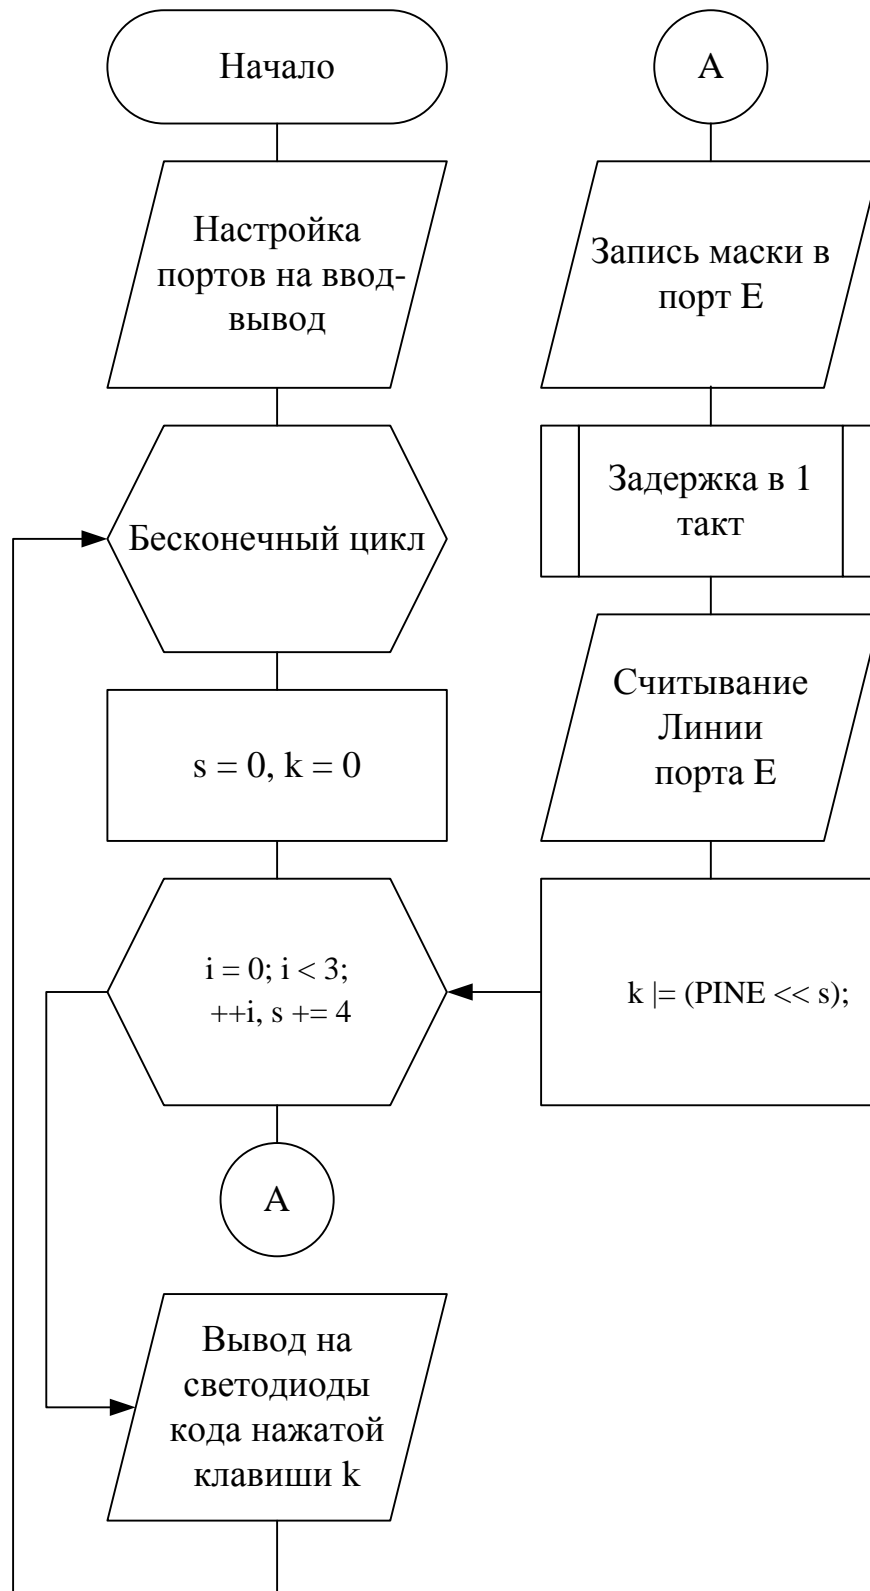 Начало
Настройка
портов на ввод-
вывод
Бесконечный цикл
s = 0, k = 0
i = 0; i < 3;
++i, s += 4
A
Вывод на
светодиоды
кода нажатой
клавиши k
A
Запись маски в
порт E
Задержка в 1
такт
Считывание
Линии
порта E
k |= (PINE << s);